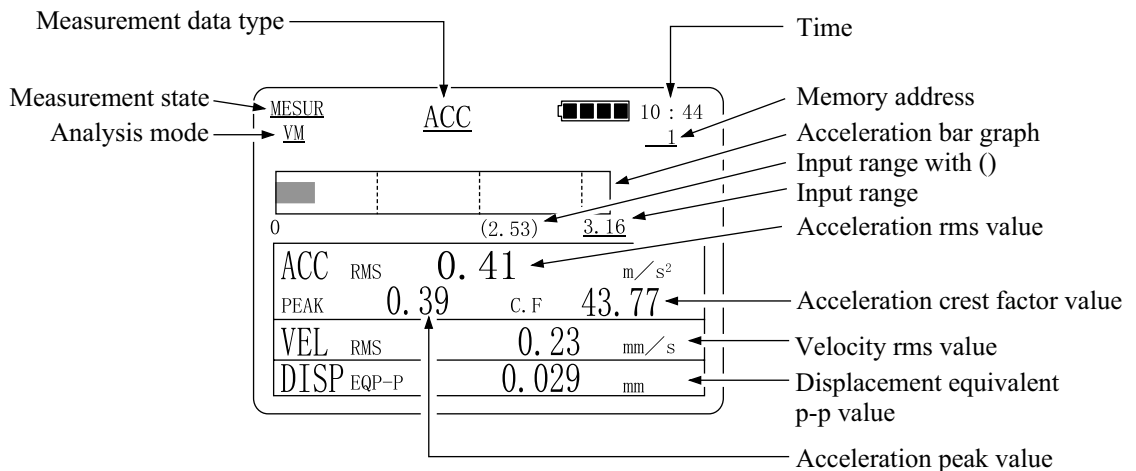 Measurement data type
Time
Measurement state
MESUR
ACC
10 : 44
Memory address
Analysis mode
VM
1
Acceleration bar graph
Input range with ()
Input range
0
(2.53)
3.16
Acceleration rms value
ACC RMS 0.41 m/s²
PEAK 0.39 C.F 43.77
Acceleration crest factor value
VEL RMS 0.23 mm/s
Velocity rms value
DISP EQP-P 0.029 mm
Displacement equivalent
p-p value
Acceleration peak value